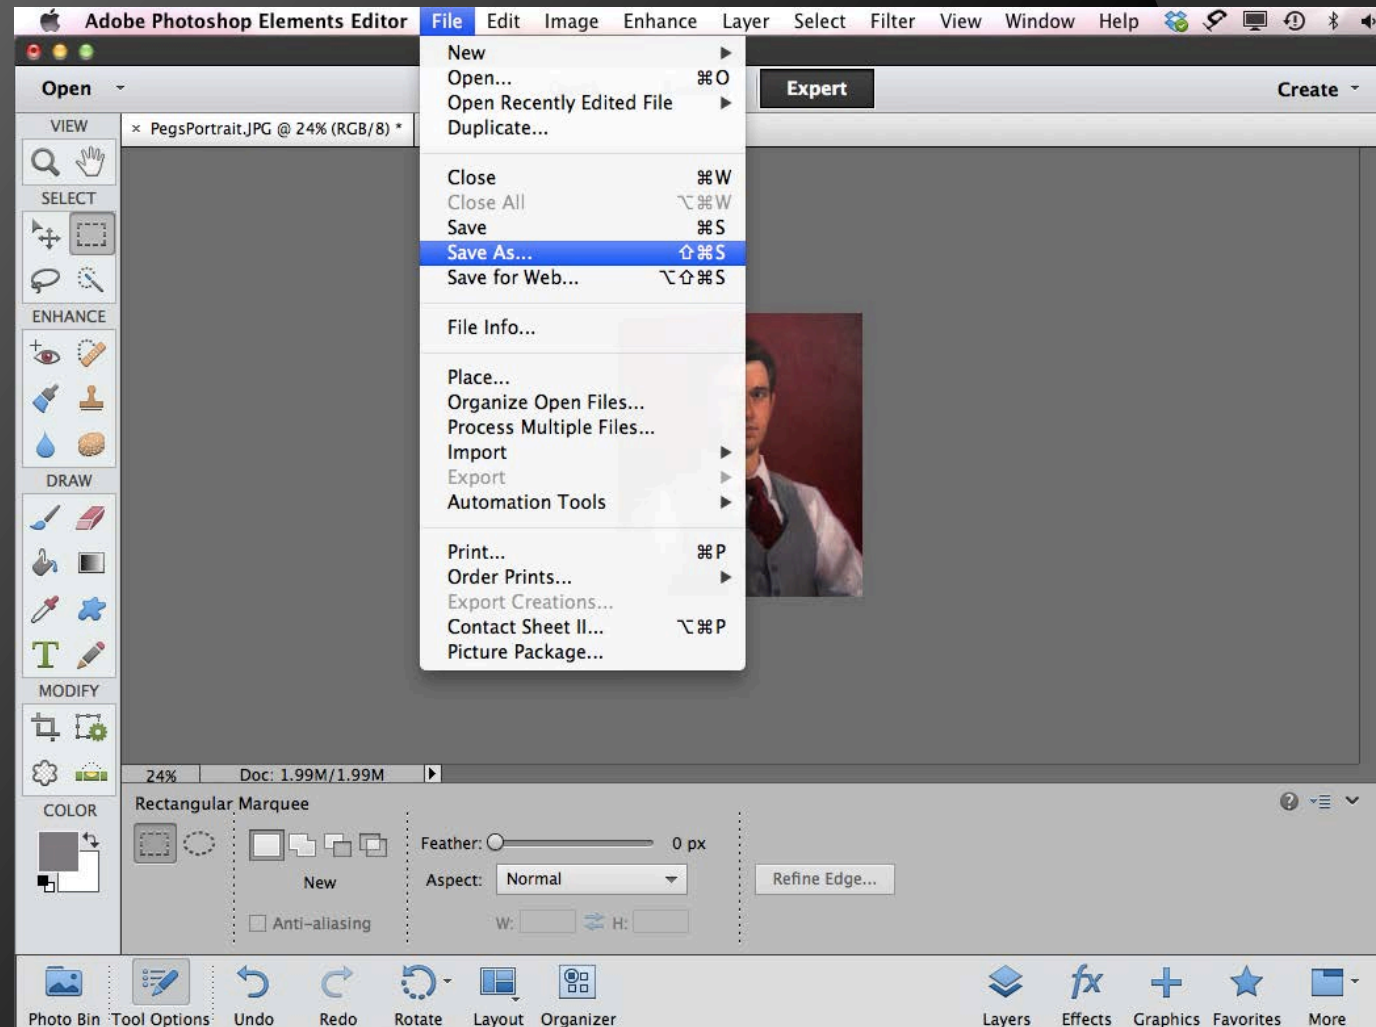 Adobe Photoshop Elements Editor File Edit Image Enhance Layer Select Filter View Window Help
Open Expert Create
VIEW
× PegsPortrait.JPG @ 24% (RGB/8) *
New
Open... ⌘O
Open Recently Edited File
Duplicate...
Close ⌘W
Close All ⌥⌘W
Save ⌘S
Save As... ⇧⌘S
Save for Web... ⌥⇧⌘S
File Info...
Place...
Organize Open Files...
Process Multiple Files...
Import
Export
Automation Tools
Print... ⌘P
Order Prints...
Export Creations...
Contact Sheet II... ⌥⌘P
Picture Package...
SELECT
ENHANCE
DRAW
T
MODIFY
COLOR
24% Doc: 1.99M/1.99M
Rectangular Marquee
New
Anti-aliasing
Feather: 0 px
Aspect: Normal
W: H:
Refine Edge...
Photo Bin Tool Options Undo Redo Rotate Layout Organizer
fx
Layers Effects Graphics Favorites More